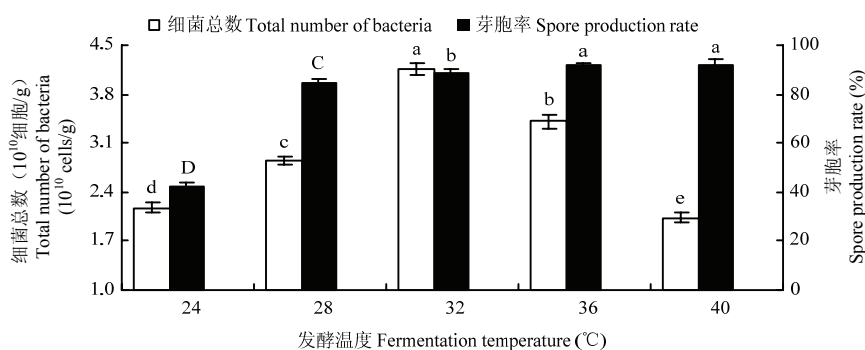 细菌总数 Total number of bacteria
芽胞率 Spore production rate
细菌总数（10¹⁰细胞/g）
Total number of bacteria
(10¹⁰ cells/g)
4.5
3.8
3.1
2.4
1.7
1.0
d
D
c
C
a
b
b
a
e
a
100
80
60
40
20
0
芽胞率
Spore production rate (%)
24
28
32
36
40
发酵温度 Fermentation temperature (℃)